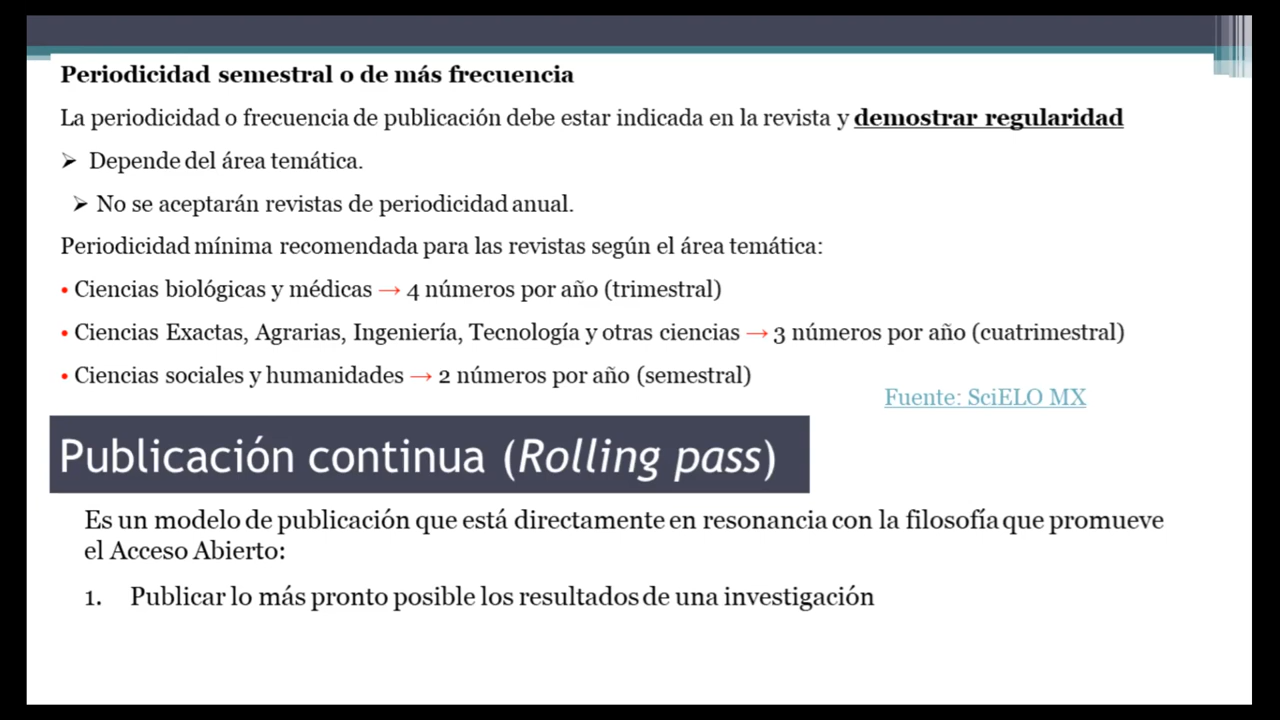 Periodicidad semestral o de más frecuencia
La periodicidad o frecuencia de publicación debe estar indicada en la revista y demostrar regularidad
➤ Depende del área temática.
➤ No se aceptarán revistas de periodicidad anual.
Periodicidad mínima recomendada para las revistas según el área temática:
• Ciencias biológicas y médicas → 4 números por año (trimestral)
• Ciencias Exactas, Agrarias, Ingeniería, Tecnología y otras ciencias → 3 números por año (cuatrimestral)
• Ciencias sociales y humanidades → 2 números por año (semestral)
Fuente: SciELO MX
Publicación continua (Rolling pass)
Es un modelo de publicación que está directamente en resonancia con la filosofía que promueve
el Acceso Abierto:
1. Publicar lo más pronto posible los resultados de una investigación